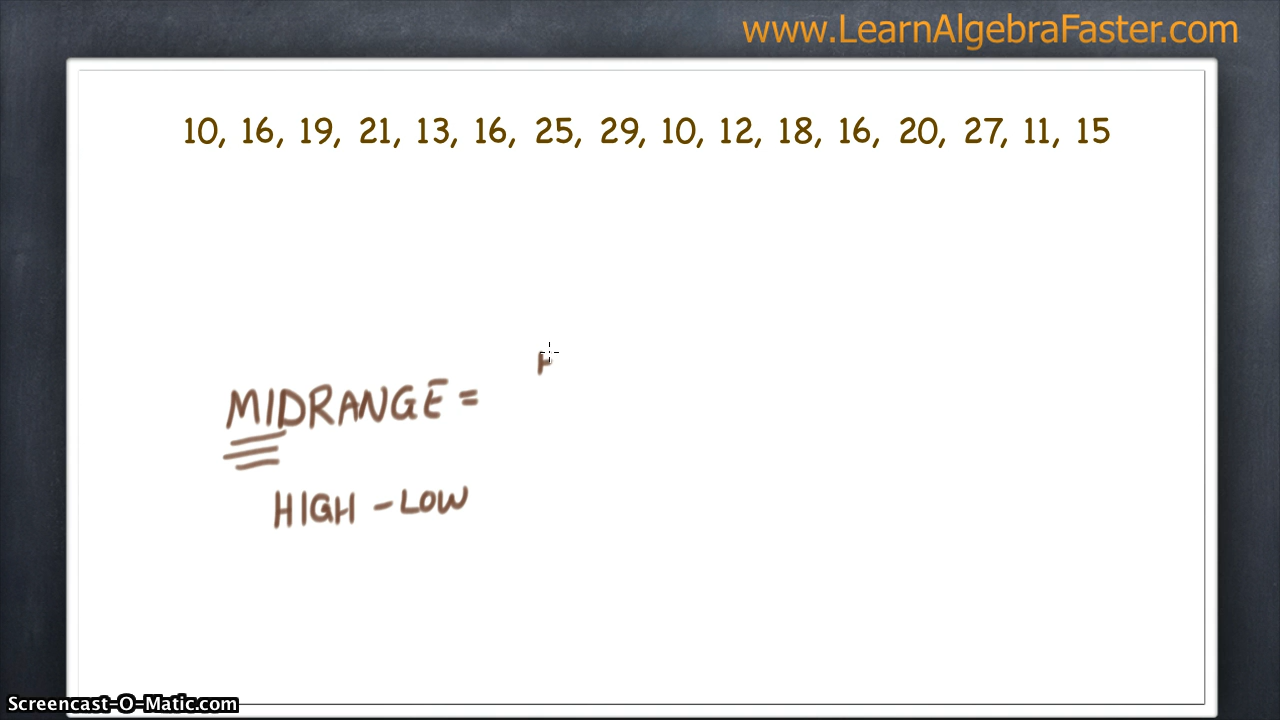 www.LearnAlgebraFaster.com
10, 16, 19, 21, 13, 16, 25, 29, 10, 12, 18, 16, 20, 27, 11, 15
MIDRANGE =
HIGH - LOW
Screencast-O-Matic.com